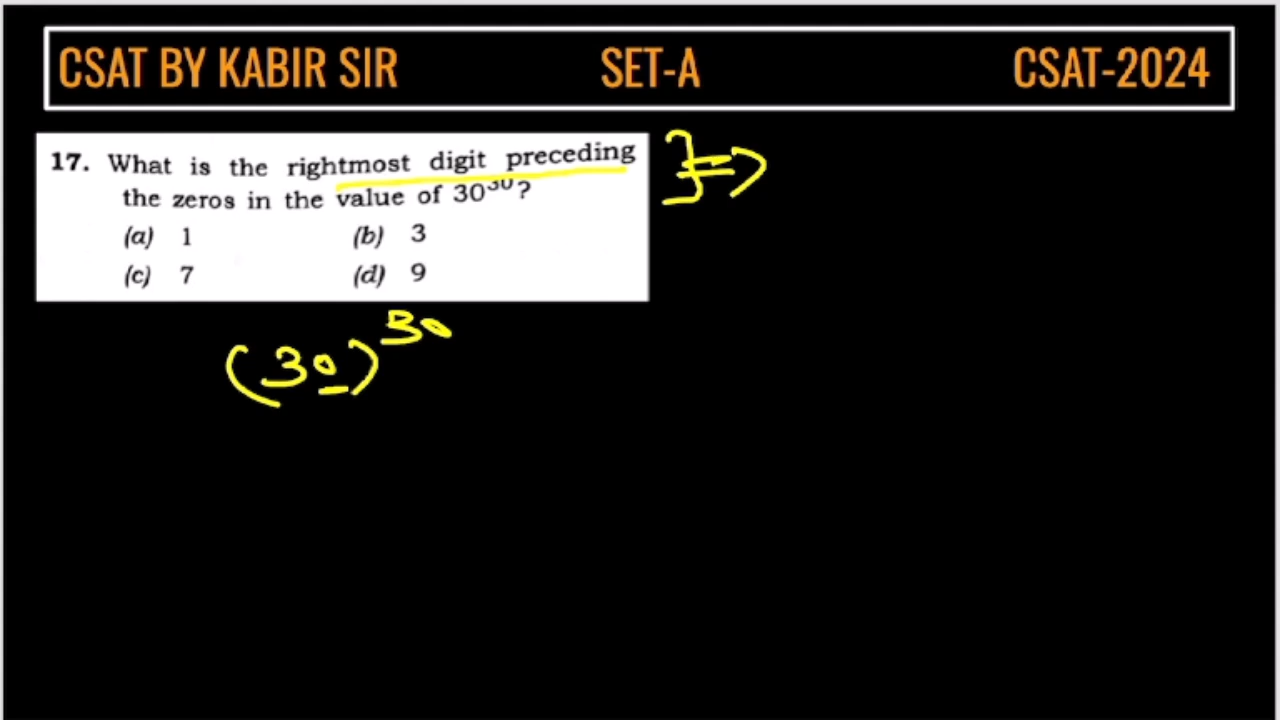 CSAT BY KABIR SIR SET-A CSAT-2024
17. What is the rightmost digit preceding
the zeros in the value of 30³⁰?
(a) 1 (b) 3
(c) 7 (d) 9
(30)³⁰